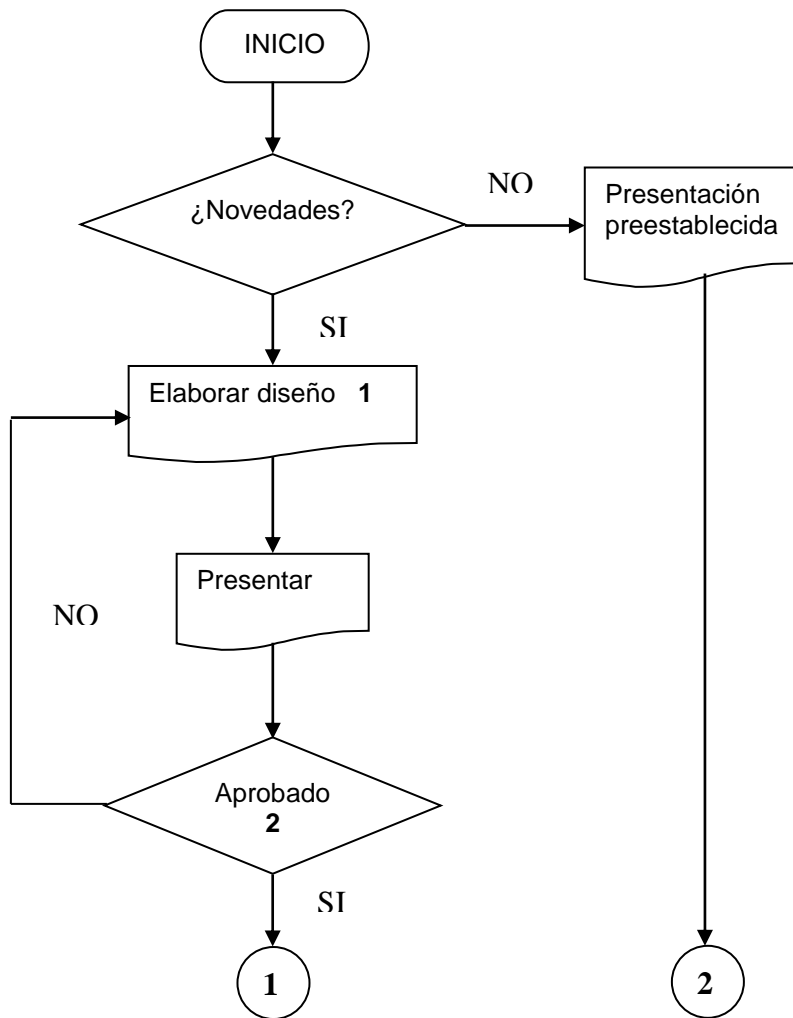 INICIO
¿Novedades?
NO
Presentación
preestablecida
SI
Elaborar diseño 1
Presentar
NO
Aprobado
2
SI
1
2